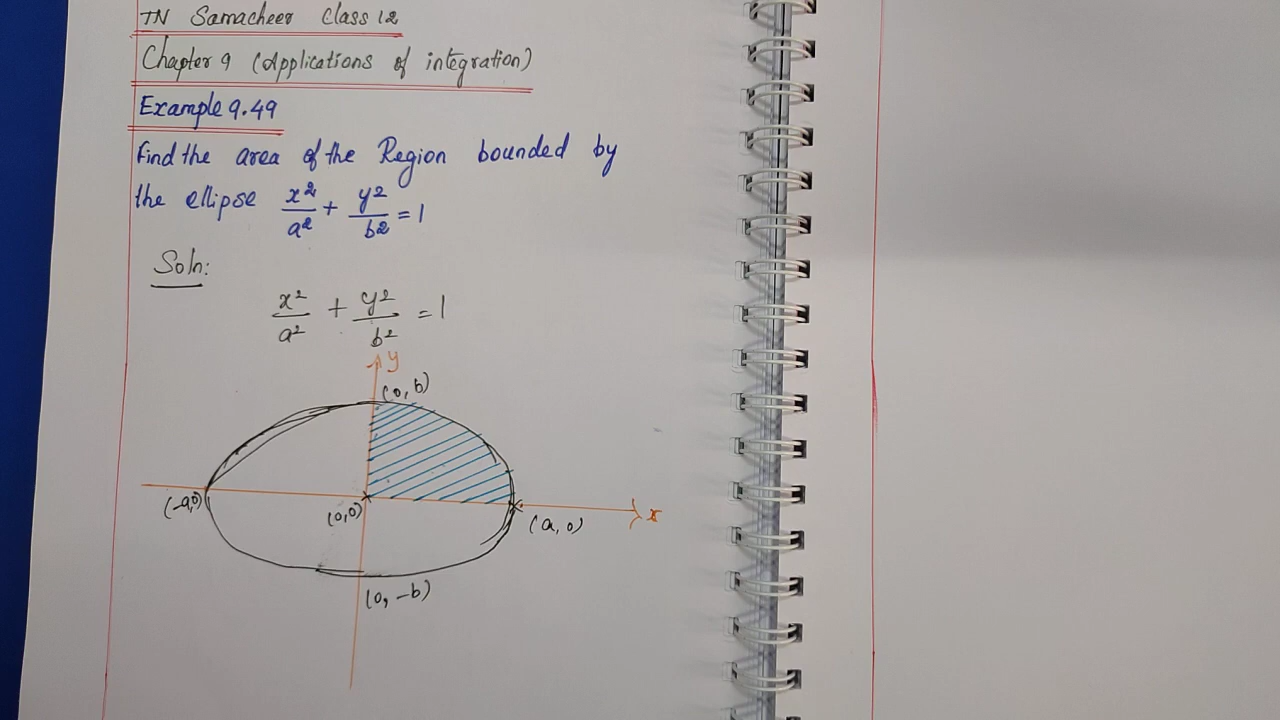 TN Samacheer Class 12
Chapter 9 (Applications of integration)
Example 9.49
Find the area of the Region bounded by
the ellipse x²/a² + y²/b² = 1
Soln:
x²/a² + y²/b² = 1
y
(0, b)
(-a,0)
(0,0)
(a, 0)
x
(0, -b)